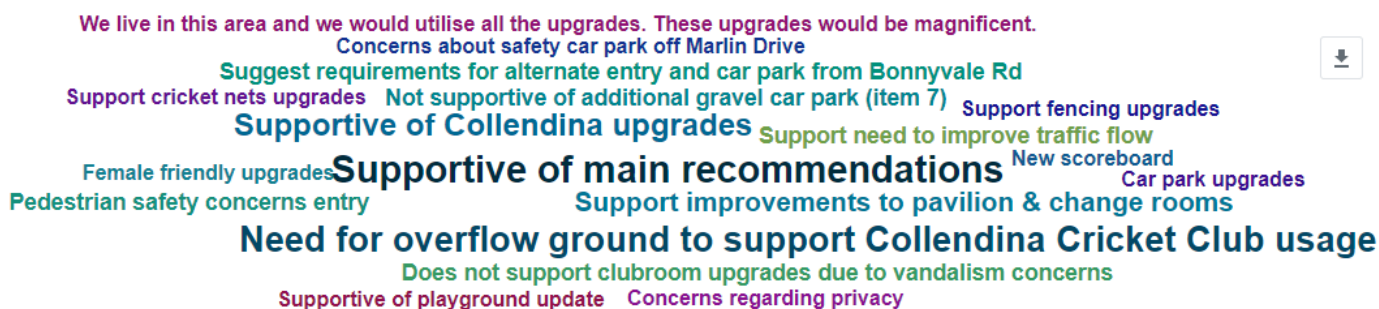 We live in this area and we would utilise all the upgrades. These upgrades would be magnificent.
Concerns about safety car park off Marlin Drive
Suggest requirements for alternate entry and car park from Bonnyvale Rd
Support cricket nets upgrades
Not supportive of additional gravel car park (item 7)
Support fencing upgrades
Supportive of Collendina upgrades
Support need to improve traffic flow
Female friendly upgrades
Supportive of main recommendations
New scoreboard
Car park upgrades
Pedestrian safety concerns entry
Support improvements to pavilion & change rooms
Need for overflow ground to support Collendina Cricket Club usage
Does not support clubroom upgrades due to vandalism concerns
Supportive of playground update
Concerns regarding privacy